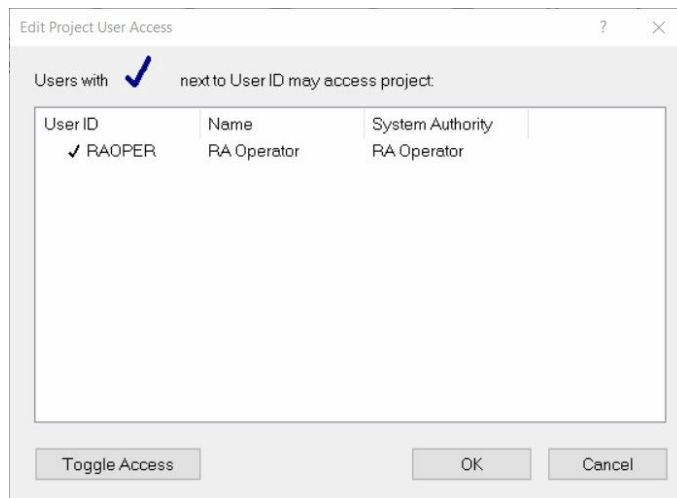 Edit Project User Access ?
Users with next to User ID may access project:
User ID Name System Authority
RAOPER RA Operator RA Operator
Toggle Access OK Cancel